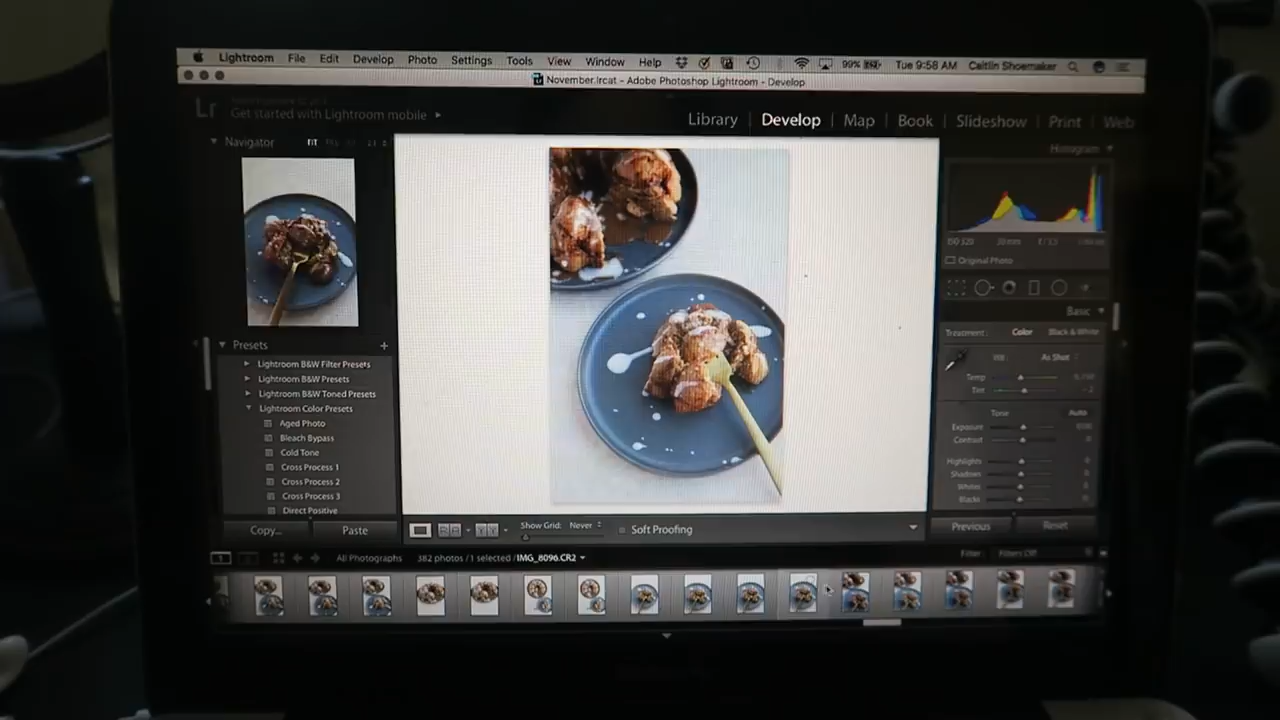 Lightroom File Edit Develop Photo Settings Tools View Window Help 99% Tue 9:58 AM Caitlin Shoemaker
November.lrcat - Adobe Photoshop Lightroom - Develop
Lr
Get started with Lightroom mobile
Library Develop Map Book Slideshow Print Web
Navigator FIT
Histogram
ISO 320
Original Photo
Basic
Treatment: Color Black & White
WB: As Shot
Temp
Tint
Tone Auto
Exposure
Contrast
Highlights
Shadows
Whites
Blacks
Presets +
Lightroom B&W Filter Presets
Lightroom B&W Presets
Lightroom B&W Toned Presets
Lightroom Color Presets
Aged Photo
Bleach Bypass
Cold Tone
Cross Process 1
Cross Process 2
Cross Process 3
Direct Positive
Copy... Paste
Show Grid: Never Soft Proofing
Previous Reset
All Photographs 382 photos /1 selected /IMG_8096.CR2
Filter Filters Off